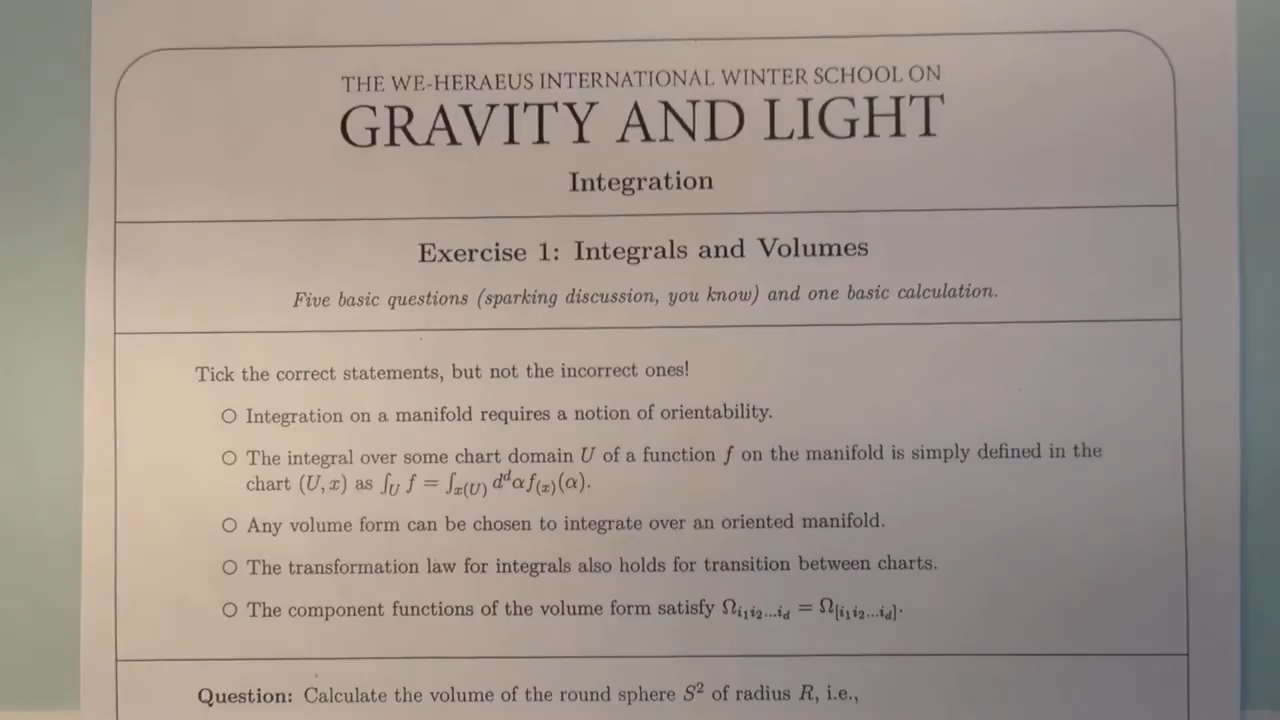 THE WE-HERAEUS INTERNATIONAL WINTER SCHOOL ON
GRAVITY AND LIGHT
Integration
Exercise 1: Integrals and Volumes
Five basic questions (sparking discussion, you know) and one basic calculation.
Tick the correct statements, but not the incorrect ones!
○ Integration on a manifold requires a notion of orientability.
○ The integral over some chart domain U of a function f on the manifold is simply defined in the
chart (U, x) as ∫_U f = ∫_{x(U)} d^dα f_{(x)}(α).
○ Any volume form can be chosen to integrate over an oriented manifold.
○ The transformation law for integrals also holds for transition between charts.
○ The component functions of the volume form satisfy Ω_{i₁i₂...i_d} = Ω_{[i₁i₂...i_d]}.
Question: Calculate the volume of the round sphere S² of radius R, i.e.,